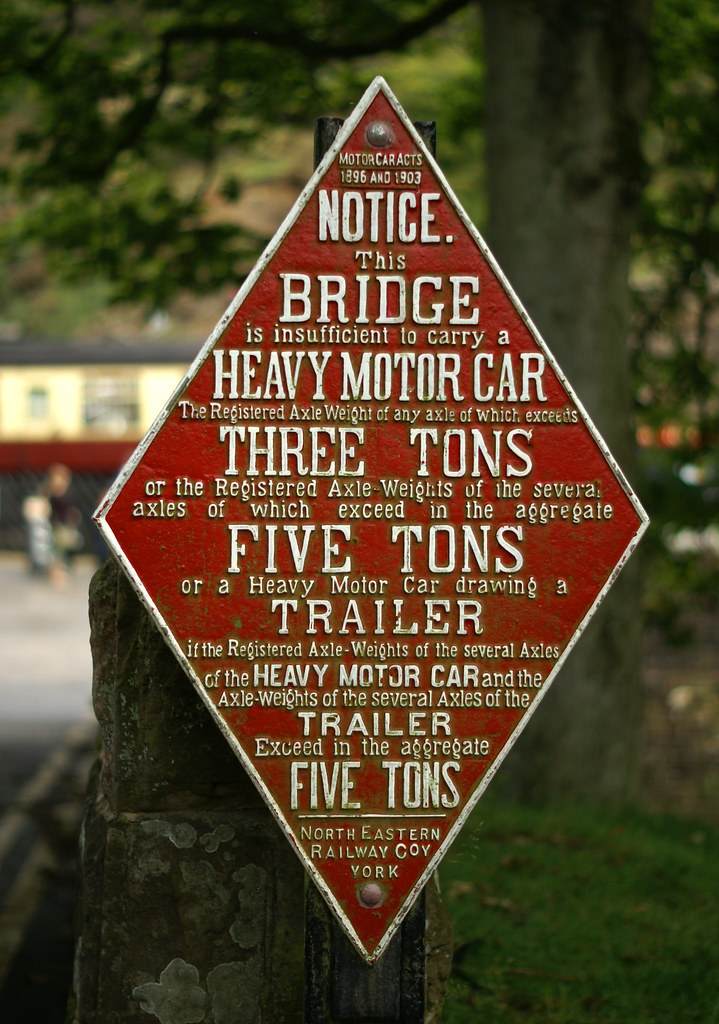 MOTOR CAR ACTS
1896 AND 1903
NOTICE.
This
BRIDGE
is insufficient to carry a
HEAVY MOTOR CAR
The Registered Axle Weight of any axle of which exceeds
THREE TONS
or the Registered Axle-Weights of the several
axles of which exceed in the aggregate
FIVE TONS
or a Heavy Motor Car drawing a
TRAILER
if the Registered Axle-Weights of the several Axles
of the HEAVY MOTOR CAR and the
Axle-Weights of the several Axles of the
TRAILER
Exceed in the aggregate
FIVE TONS
NORTH EASTERN
RAILWAY COY
YORK